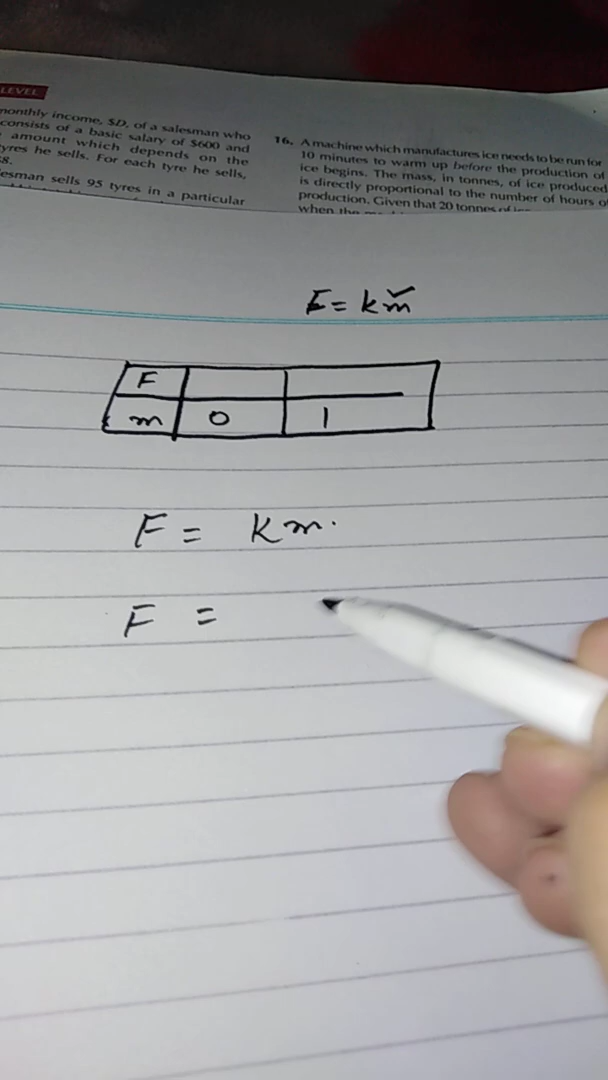 LEVEL
monthly income, $D, of a salesman who
consists of a basic salary of $600 and
amount which depends on the
tyres he sells. For each tyre he sells,
8.
esman sells 95 tyres in a particular
16. A machine which manufactures ice needs to be run for
10 minutes to warm up before the production of
ice begins. The mass, in tonnes, of ice produced
is directly proportional to the number of hours of
production. Given that 20 tonnes of
when the
F = km
F
m 0 1
F = km.
F =